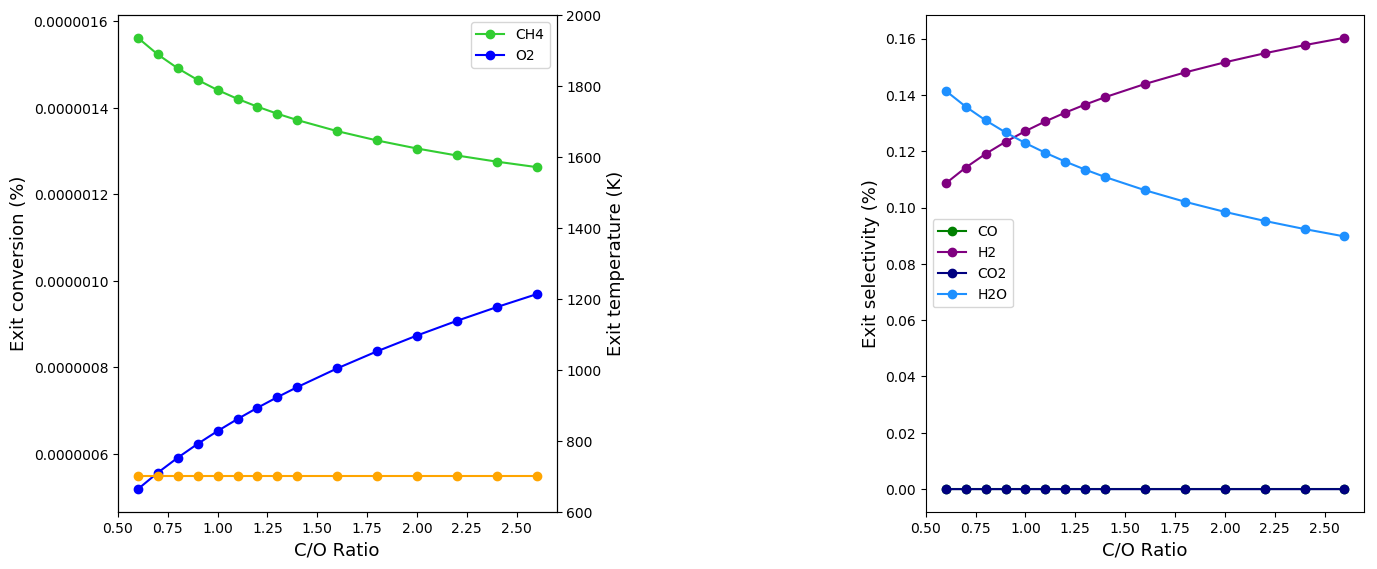 0.0000016
0.0000014
0.0000012
0.0000010
0.0000008
0.0000006
Exit conversion (%)
0.50 0.75 1.00 1.25 1.50 1.75 2.00 2.25 2.50
C/O Ratio
CH4
O2
2000
1800
1600
1400
1200
1000
800
600
Exit temperature (K)
0.16
0.14
0.12
0.10
0.08
0.06
0.04
0.02
0.00
Exit selectivity (%)
CO
H2
CO2
H2O
0.50 0.75 1.00 1.25 1.50 1.75 2.00 2.25 2.50
C/O Ratio